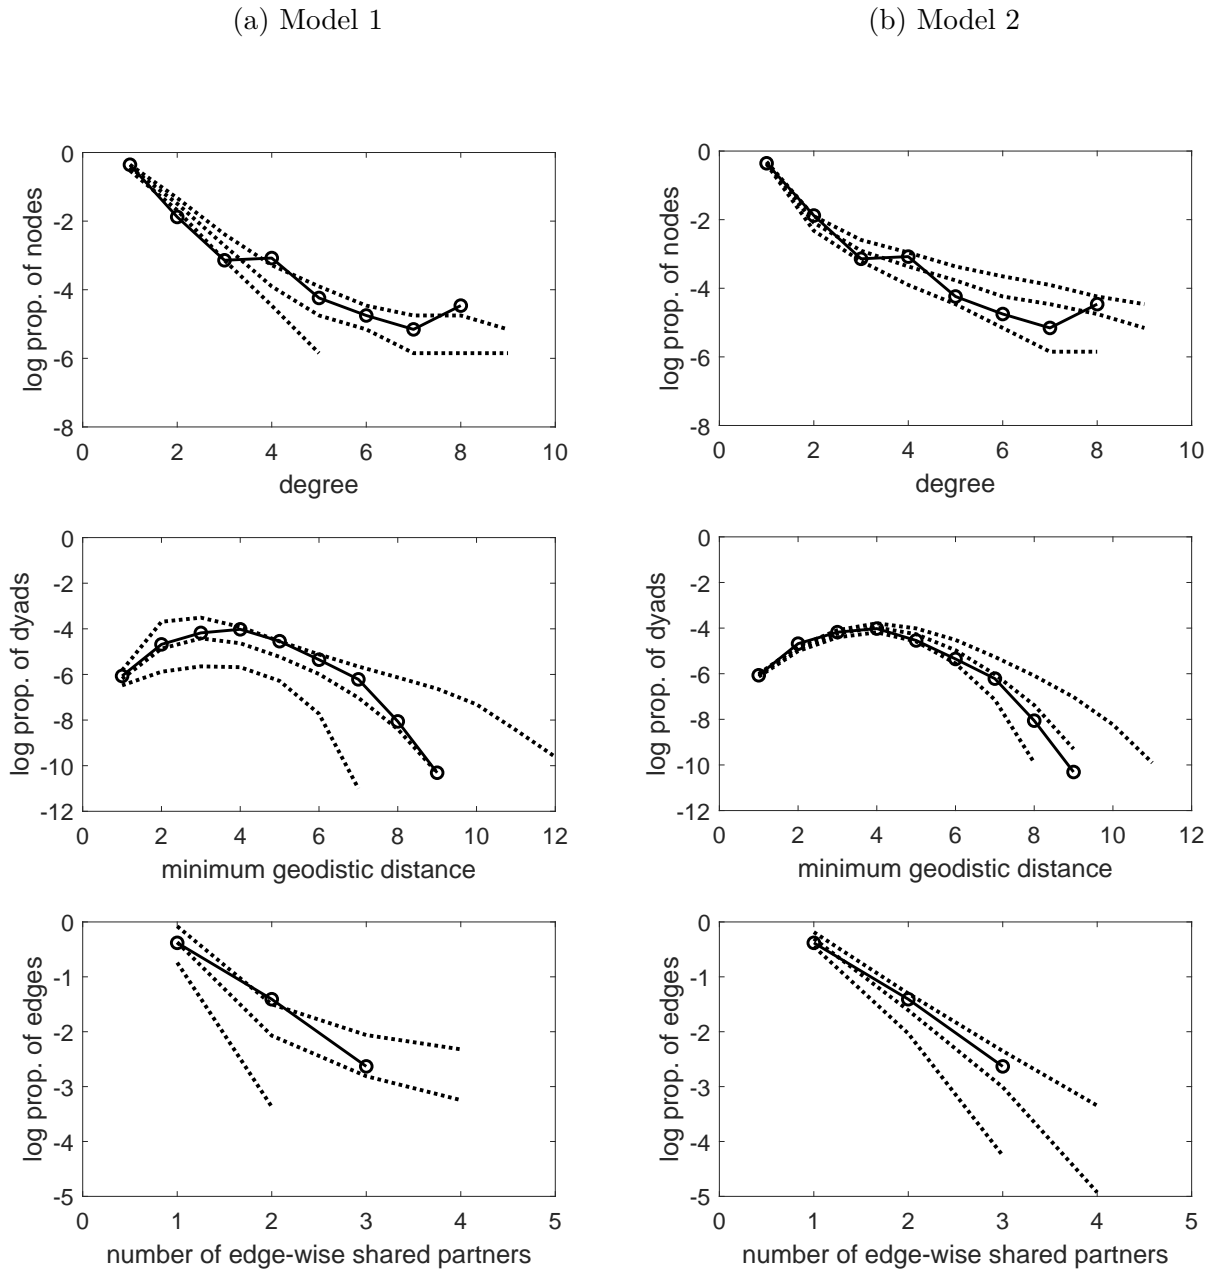 (a) Model 1
(b) Model 2
0
-2
-4
-6
-8
log prop. of nodes
0 2 4 6 8 10
degree
0
-2
-4
-6
-8
log prop. of nodes
0 2 4 6 8 10
degree
0
-2
-4
-6
-8
-10
-12
log prop. of dyads
0 2 4 6 8 10 12
minimum geodistic distance
0
-2
-4
-6
-8
-10
-12
log prop. of dyads
0 2 4 6 8 10 12
minimum geodistic distance
0
-1
-2
-3
-4
-5
log prop. of edges
0 1 2 3 4 5
number of edge-wise shared partners
0
-1
-2
-3
-4
-5
log prop. of edges
0 1 2 3 4 5
number of edge-wise shared partners